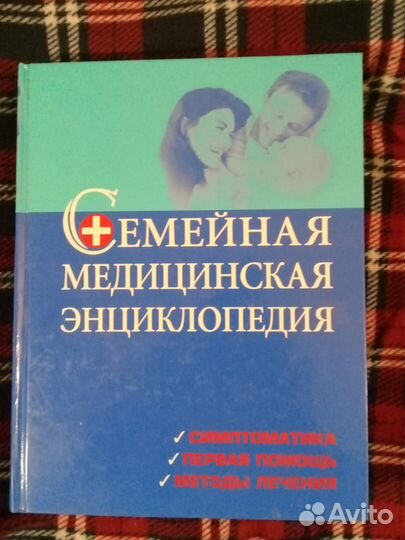 СЕМЕЙНАЯ
МЕДИЦИНСКАЯ
ЭНЦИКЛОПЕДИЯ
✓ СИМПТОМАТИКА
✓ ПЕРВАЯ ПОМОЩЬ
✓ МЕТОДЫ ЛЕЧЕНИЯ
Avito